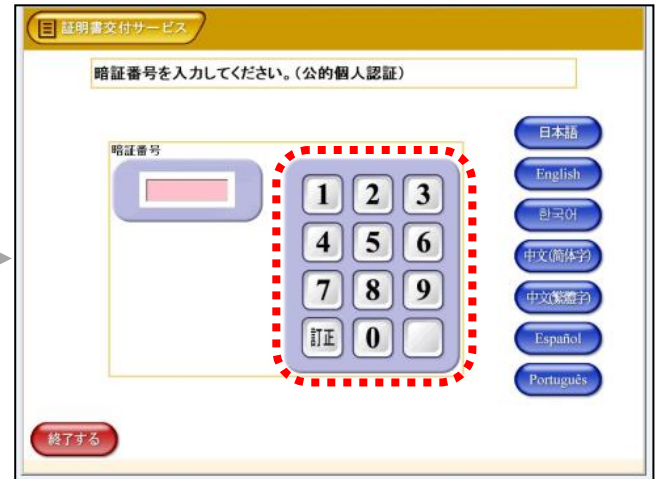 証明書交付サービス
暗証番号を入力してください。(公的個人認証)
暗証番号
1 2 3
4 5 6
7 8 9
訂正 0
日本語
English
한국어
中文(简体字)
中文(繁體字)
Español
Português
終了する